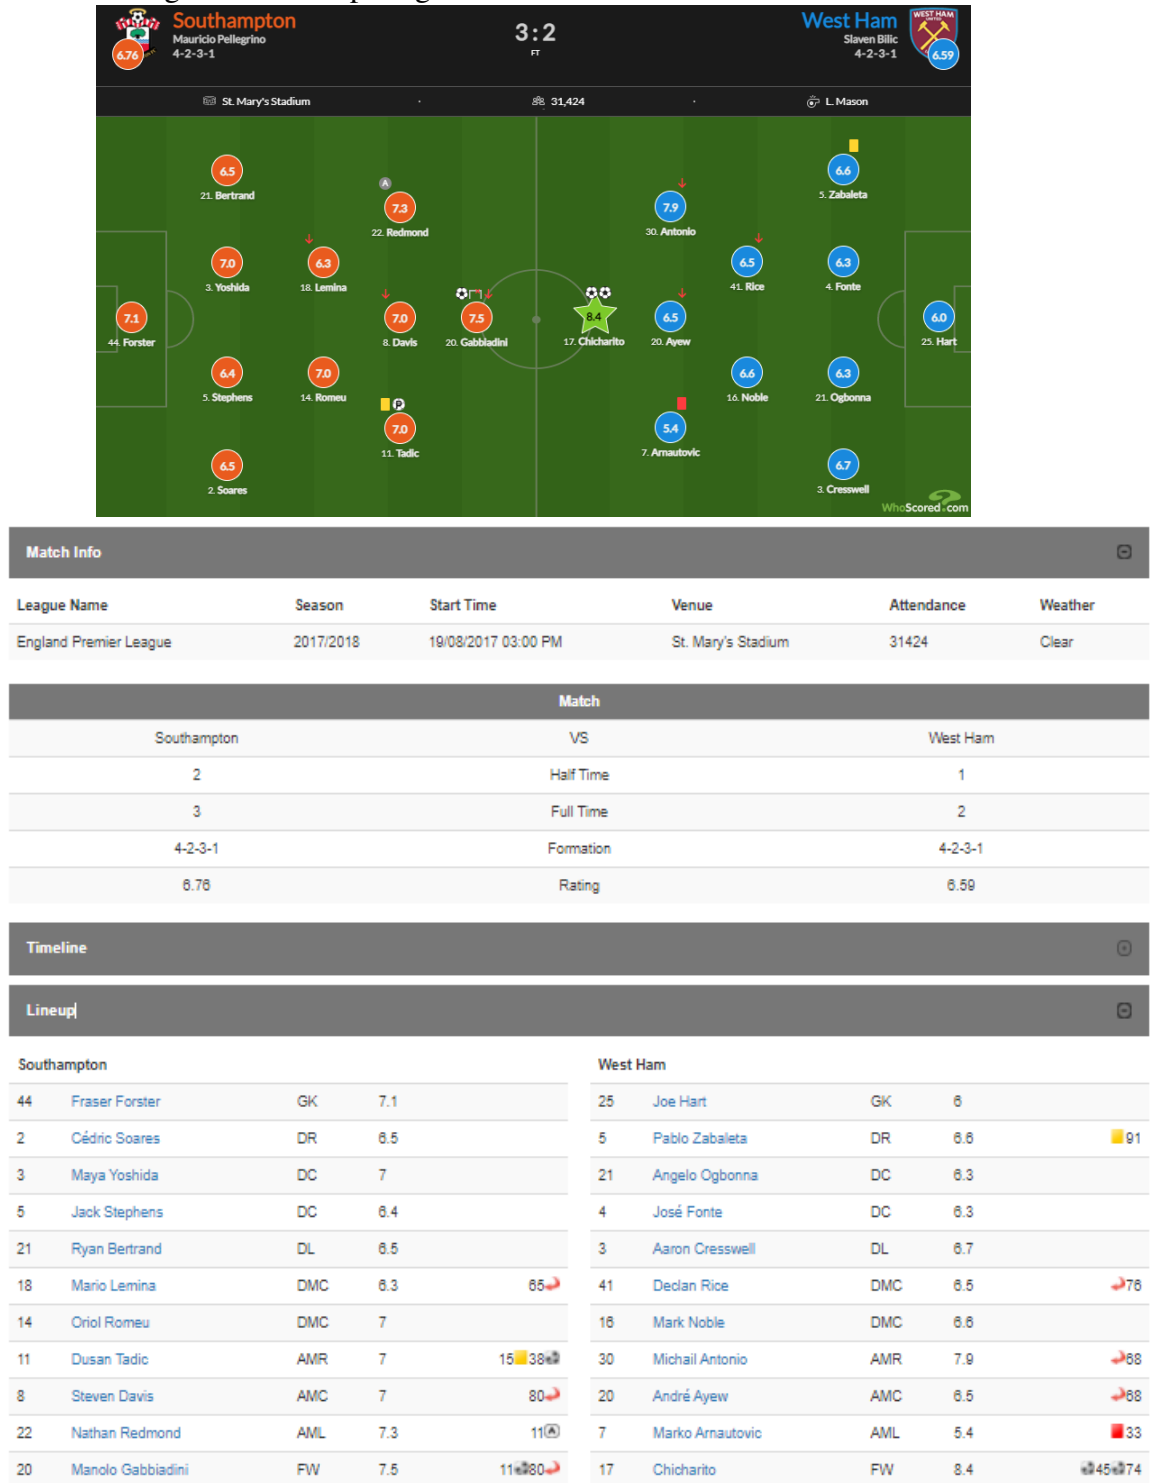 Southampton
Mauricio Pellegrino
4-2-3-1
6.76
3 : 2
FT
West Ham
Slaven Bilic
4-2-3-1
6.59
WEST HAM
UNITED
St. Mary's Stadium
31,424
L. Mason
6.5
21. Bertrand
A
7.3
22. Redmond
7.9
30. Antonio
6.6
5. Zabaleta
7.0
3. Yoshida
6.3
18. Lemina
6.5
41. Rice
6.3
4. Fonte
7.1
44. Forster
7.0
8. Davis
7.5
20. Gabbiadini
8.4
17. Chicharito
6.5
20. Ayew
6.0
25. Hart
6.4
5. Stephens
7.0
14. Romeu
6.6
16. Noble
6.3
21. Ogbonna
P
7.0
11. Tadic
5.4
7. Arnautovic
6.5
2. Soares
6.7
3. Cresswell
WhoScored.com
Match Info
League Name Season Start Time Venue Attendance Weather
England Premier League 2017/2018 19/08/2017 03:00 PM St. Mary's Stadium 31424 Clear
Match
Southampton VS West Ham
2 Half Time 1
3 Full Time 2
4-2-3-1 Formation 4-2-3-1
6.76 Rating 6.59
Timeline
Lineup
Southampton West Ham
44 Fraser Forster GK 7.1 25 Joe Hart GK 6
2 Cédric Soares DR 6.5 5 Pablo Zabaleta DR 6.6 91
3 Maya Yoshida DC 7 21 Angelo Ogbonna DC 6.3
5 Jack Stephens DC 6.4 4 José Fonte DC 6.3
21 Ryan Bertrand DL 6.5 3 Aaron Cresswell DL 6.7
18 Mario Lemina DMC 6.3 65 41 Declan Rice DMC 6.5 76
14 Oriol Romeu DMC 7 16 Mark Noble DMC 6.6
11 Dusan Tadic AMR 7 15 38 30 Michail Antonio AMR 7.9 68
8 Steven Davis AMC 7 80 20 André Ayew AMC 6.5 68
22 Nathan Redmond AML 7.3 11 A 7 Marko Arnautovic AML 5.4 33
20 Manolo Gabbiadini FW 7.5 11 80 17 Chicharito FW 8.4 45 74